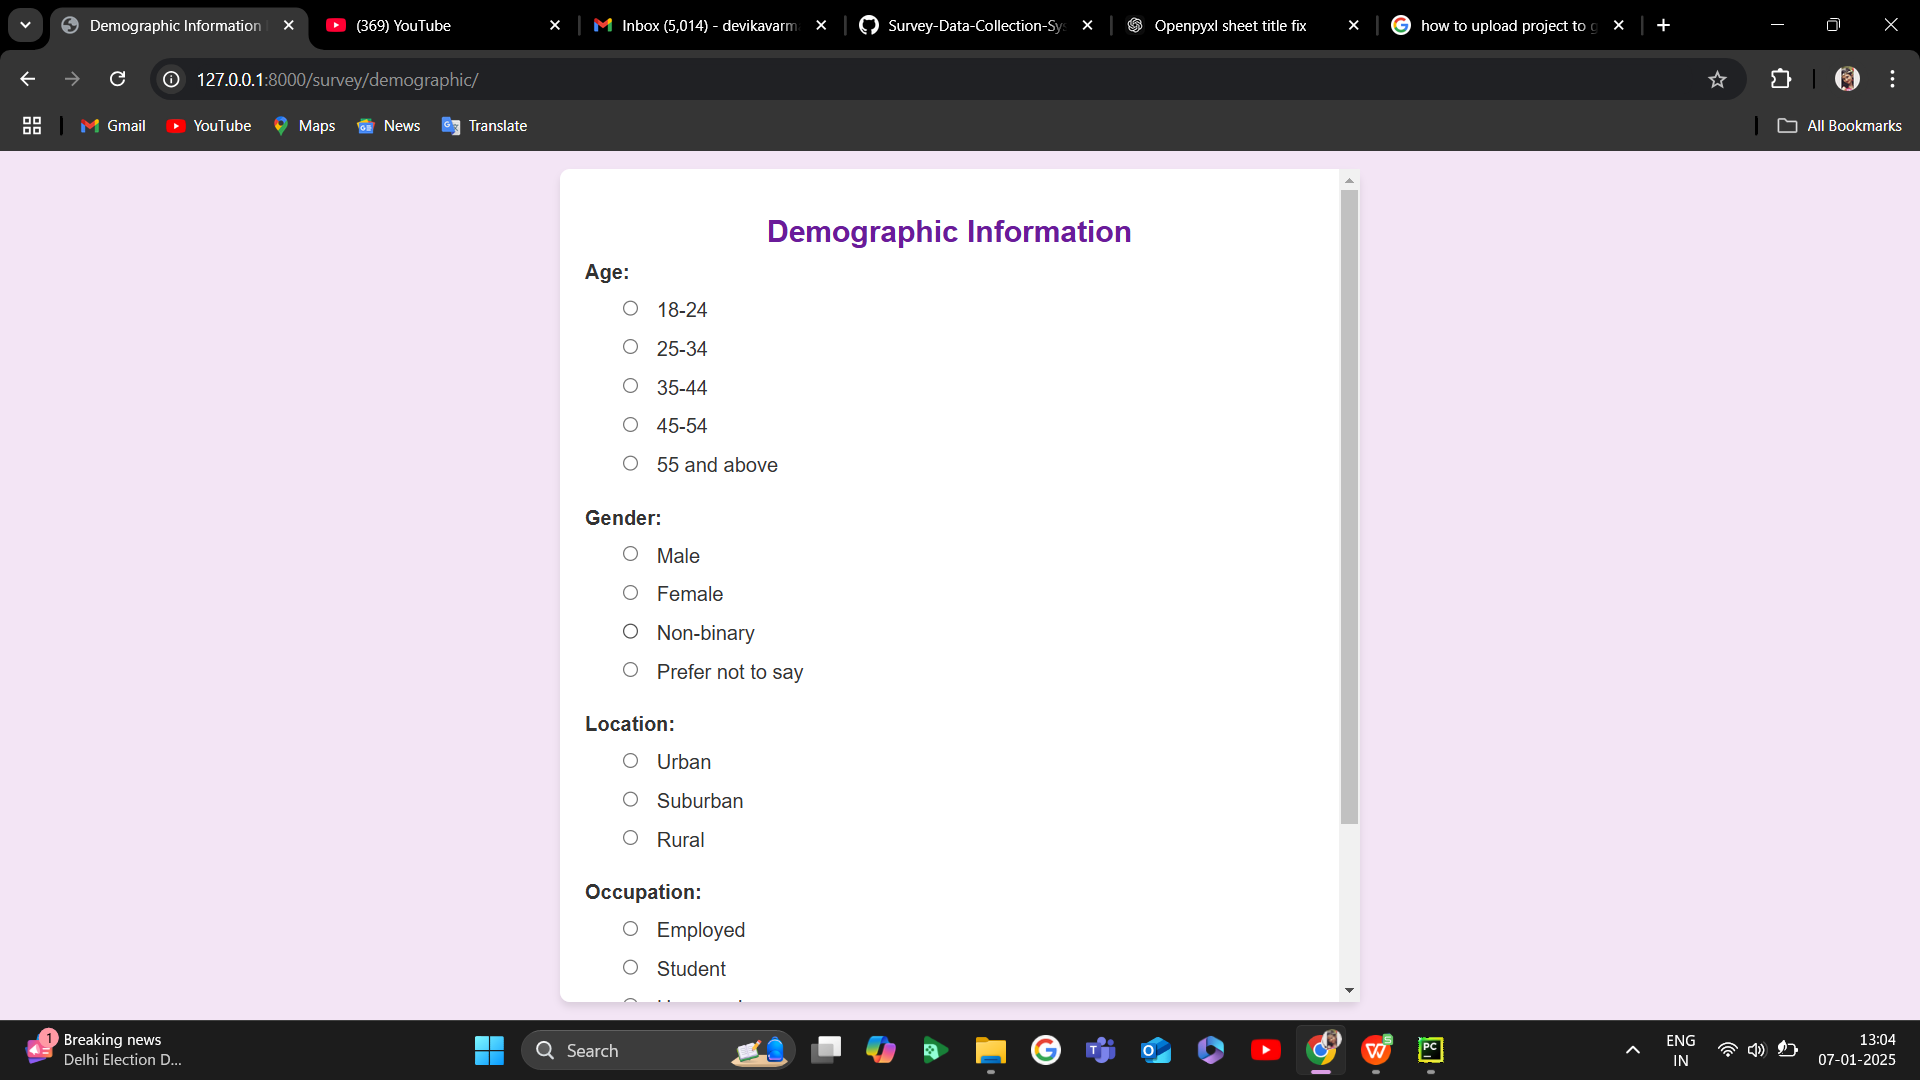 Demographic Information
(369) YouTube
Inbox (5,014) - devikavarm
Survey-Data-Collection-Sy
Openpyxl sheet title fix
how to upload project to g
127.0.0.1:8000/survey/demographic/
Gmail
YouTube
Maps
News
Translate
All Bookmarks
Demographic Information
Age:
18-24
25-34
35-44
45-54
55 and above
Gender:
Male
Female
Non-binary
Prefer not to say
Location:
Urban
Suburban
Rural
Occupation:
Employed
Student
1
Breaking news
Delhi Election D...
Search
ENG
IN
13:04
07-01-2025